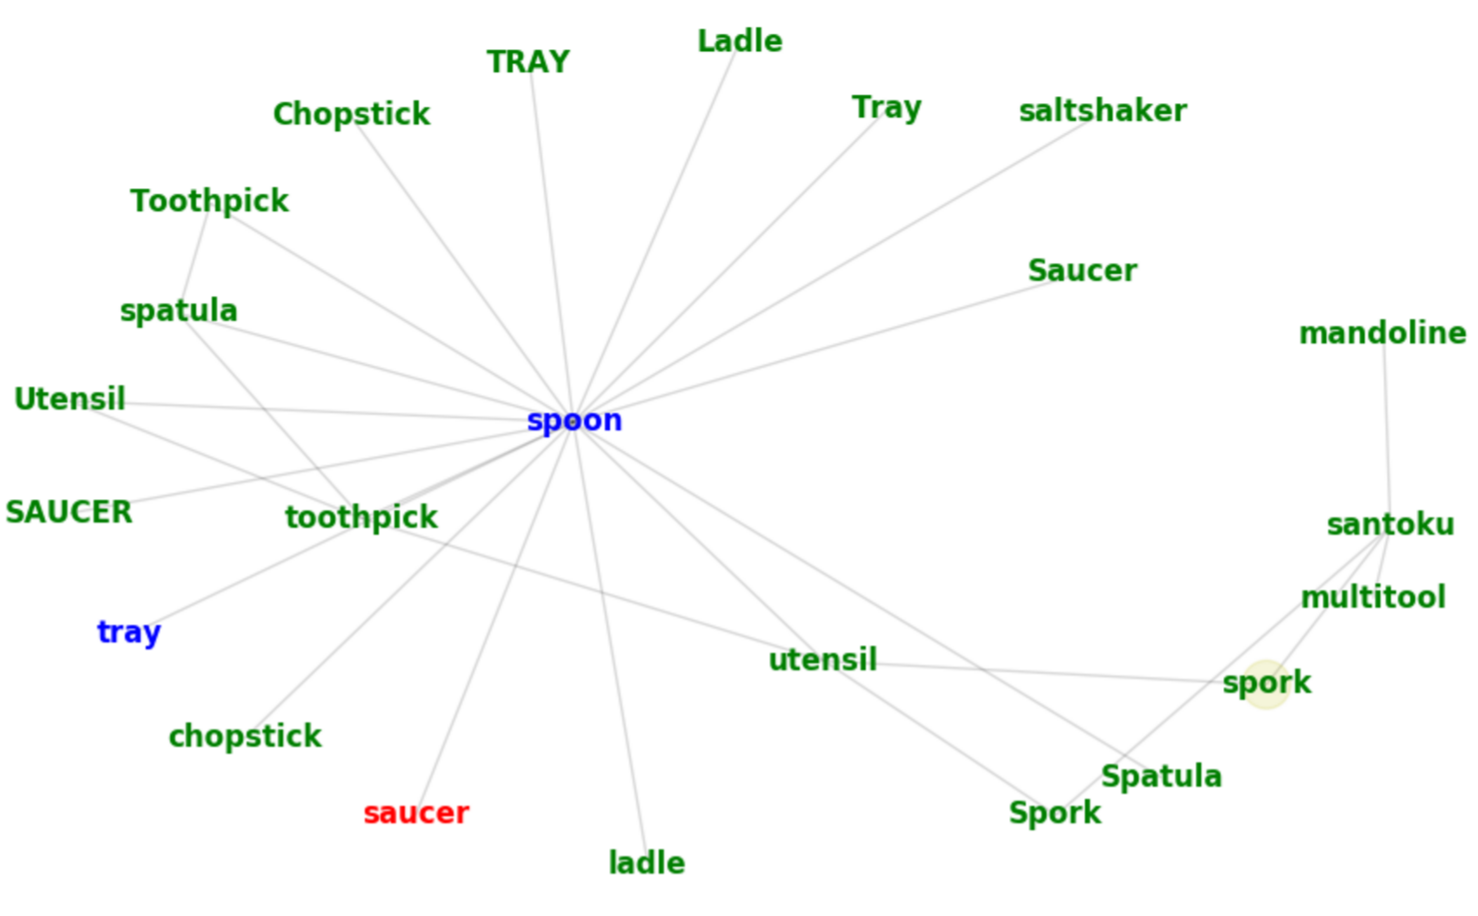 Ladle
TRAY
Tray
saltshaker
Chopstick
Toothpick
Saucer
spatula
mandoline
Utensil
spoon
SAUCER
toothpick
santoku
multitool
tray
utensil
spork
chopstick
Spatula
saucer
Spork
ladle